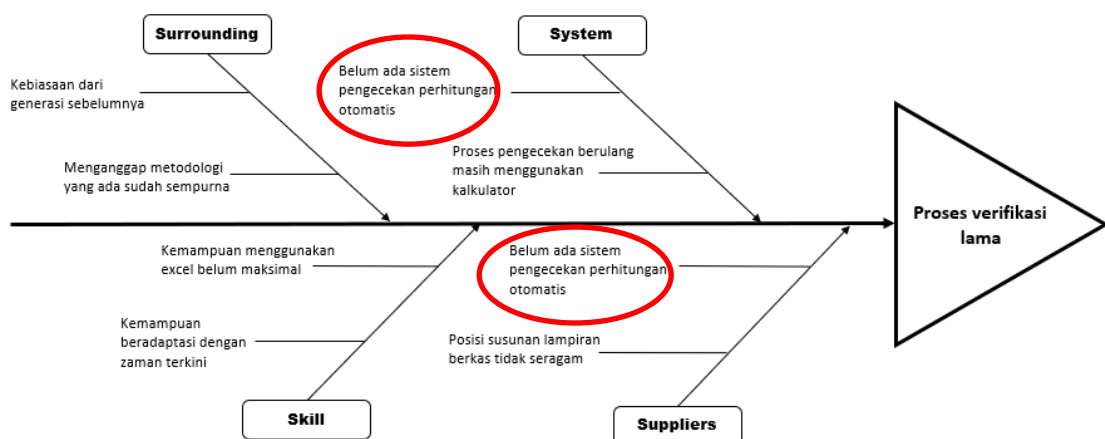 Surrounding
System
Kebiasaan dari
generasi sebelumnya
Belum ada sistem
pengecekan perhitungan
otomatis
Menganggap metodologi
yang ada sudah sempurna
Proses pengecekan berulang
masih menggunakan
kalkulator
Proses verifikasi
lama
Kemampuan menggunakan
excel belum maksimal
Belum ada sistem
pengecekan perhitungan
otomatis
Kemampuan
beradaptasi dengan
zaman terkini
Posisi susunan lampiran
berkas tidak seragam
Skill
Suppliers